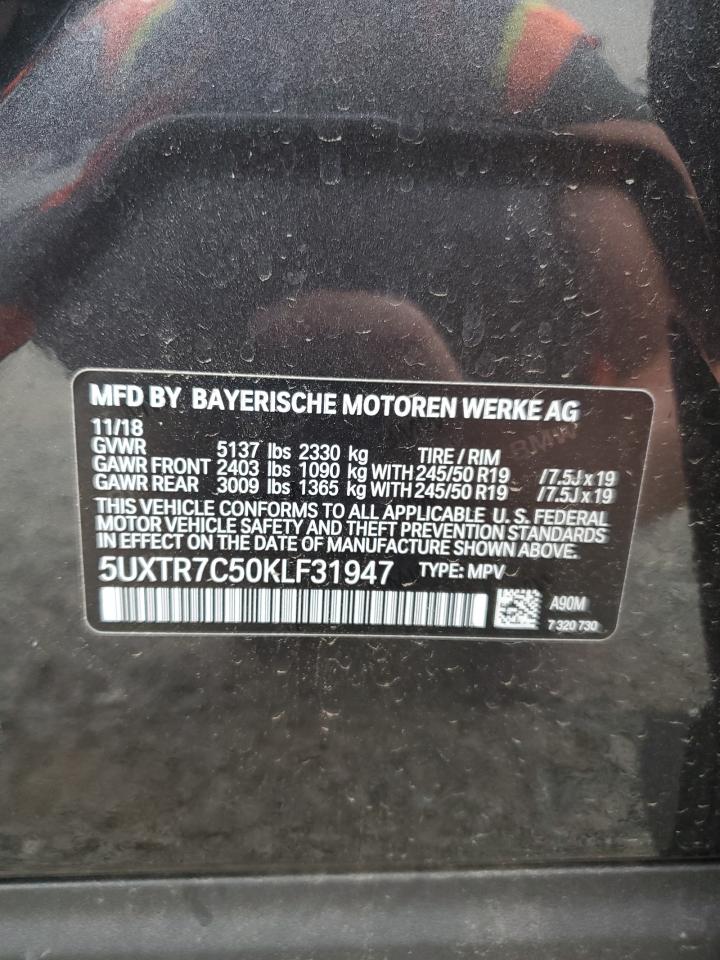 MFD BY BAYERISCHE MOTOREN WERKE AG
11/18
GVWR 5137 lbs 2330 kg TIRE / RIM
GAWR FRONT 2403 lbs 1090 kg WITH 245/50 R19 /7.5J x 19
GAWR REAR 3009 lbs 1365 kg WITH 245/50 R19 /7.5J x 19
THIS VEHICLE CONFORMS TO ALL APPLICABLE U.S. FEDERAL
MOTOR VEHICLE SAFETY AND THEFT PREVENTION STANDARDS
IN EFFECT ON THE DATE OF MANUFACTURE SHOWN ABOVE.
5UXTR7C50KLF31947 TYPE: MPV
A90M
7 320 730
BMW